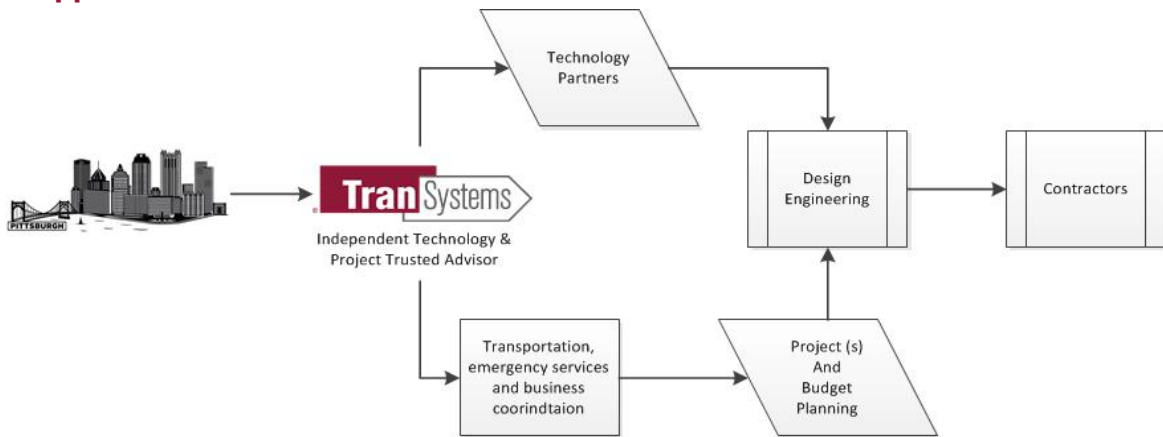 Technology
Partners
PITTSBURGH
TranSystems
®
Independent Technology &
Project Trusted Advisor
Design
Engineering
Contractors
Transportation,
emergency services
and business
coorindtaion
Project (s)
And
Budget
Planning